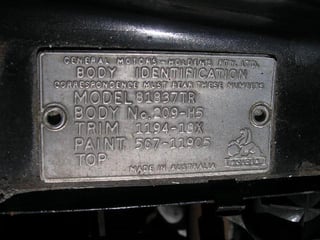 GENERAL MOTORS - HOLDEN'S PTY. LTD.
BODY IDENTIFICATION
CORRESPONDENCE MUST BEAR THESE NUMBERS
MODEL 81837TR
BODY No. 209-H5
TRIM 1194-19X
PAINT 567-11905
TOP
MADE IN AUSTRALIA